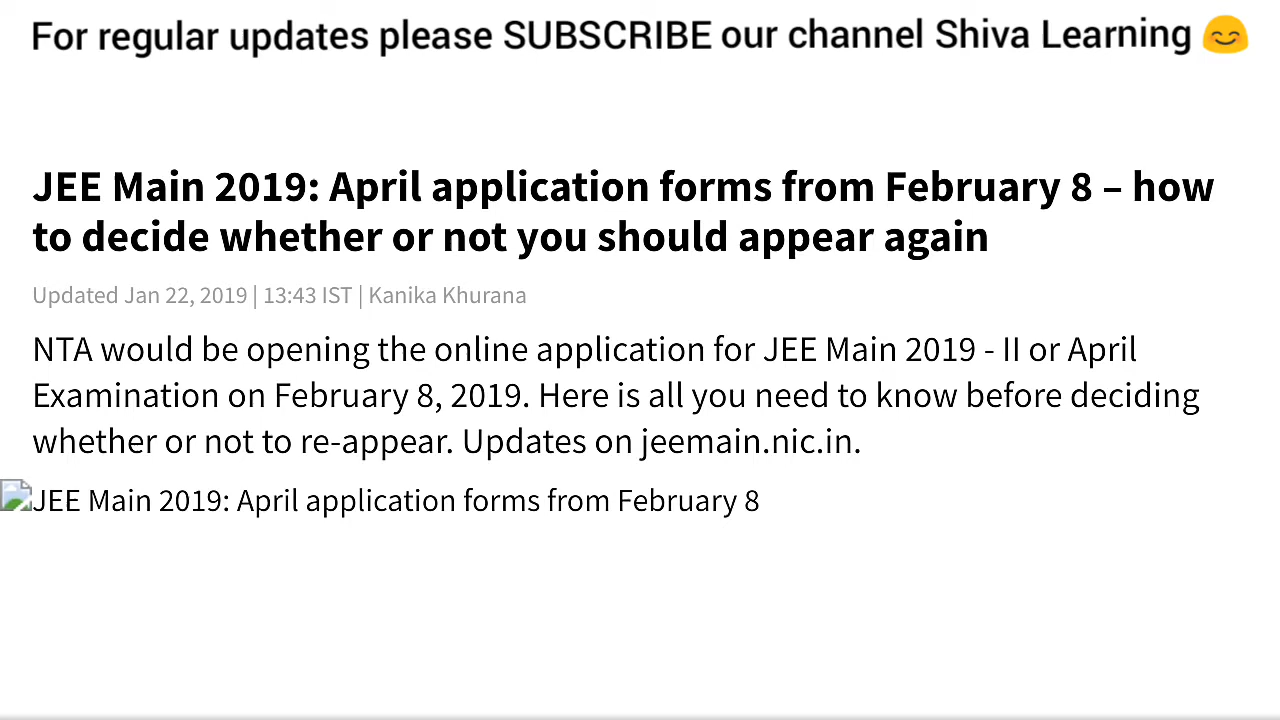 For regular updates please SUBSCRIBE our channel Shiva Learning 😊
JEE Main 2019: April application forms from February 8 – how
to decide whether or not you should appear again
Updated Jan 22, 2019 | 13:43 IST | Kanika Khurana
NTA would be opening the online application for JEE Main 2019 - II or April
Examination on February 8, 2019. Here is all you need to know before deciding
whether or not to re-appear. Updates on jeemain.nic.in.
JEE Main 2019: April application forms from February 8